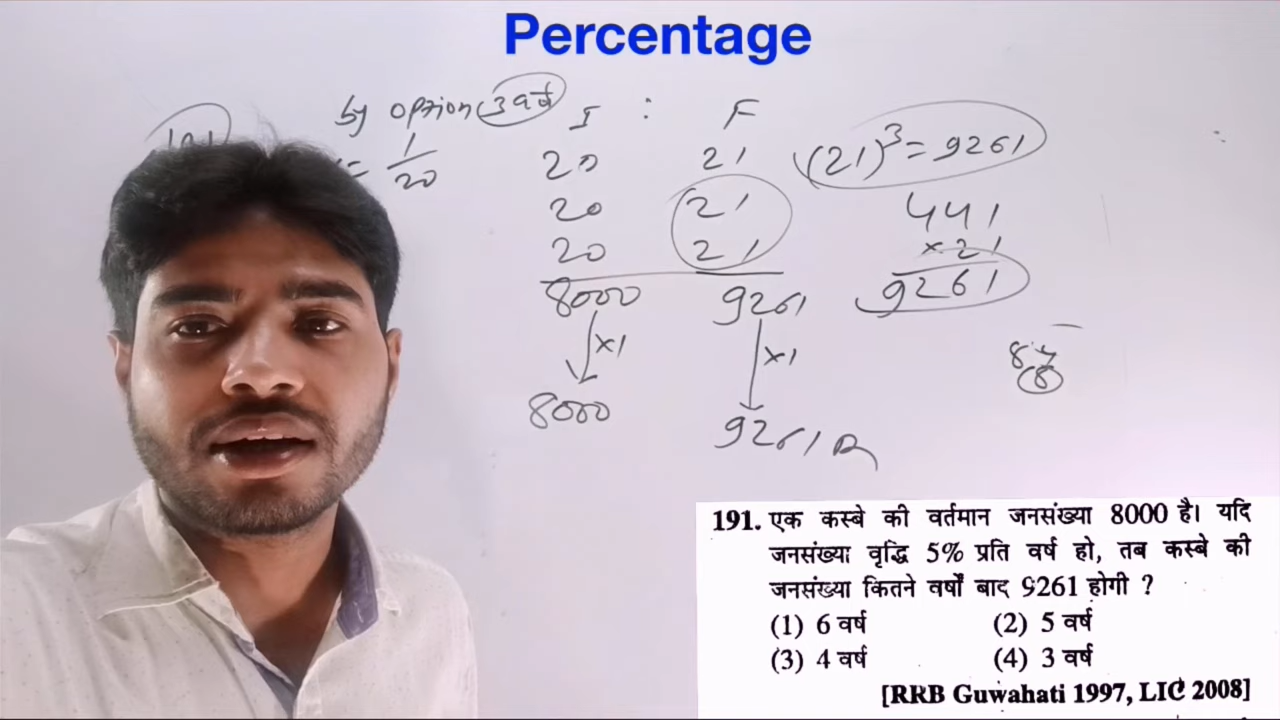 Percentage
by option 3 वर्ष
I : F
= 1/20
20 21 (21)³ = 9261
20 21 441
20 21 ×21
8000 9261 9261
×1 ×1
8000 9261
191. एक कस्बे की वर्तमान जनसंख्या 8000 है। यदि
जनसंख्या वृद्धि 5% प्रति वर्ष हो, तब कस्बे की
जनसंख्या कितने वर्षों बाद 9261 होगी ?
(1) 6 वर्ष (2) 5 वर्ष
(3) 4 वर्ष (4) 3 वर्ष
[RRB Guwahati 1997, LIC 2008]